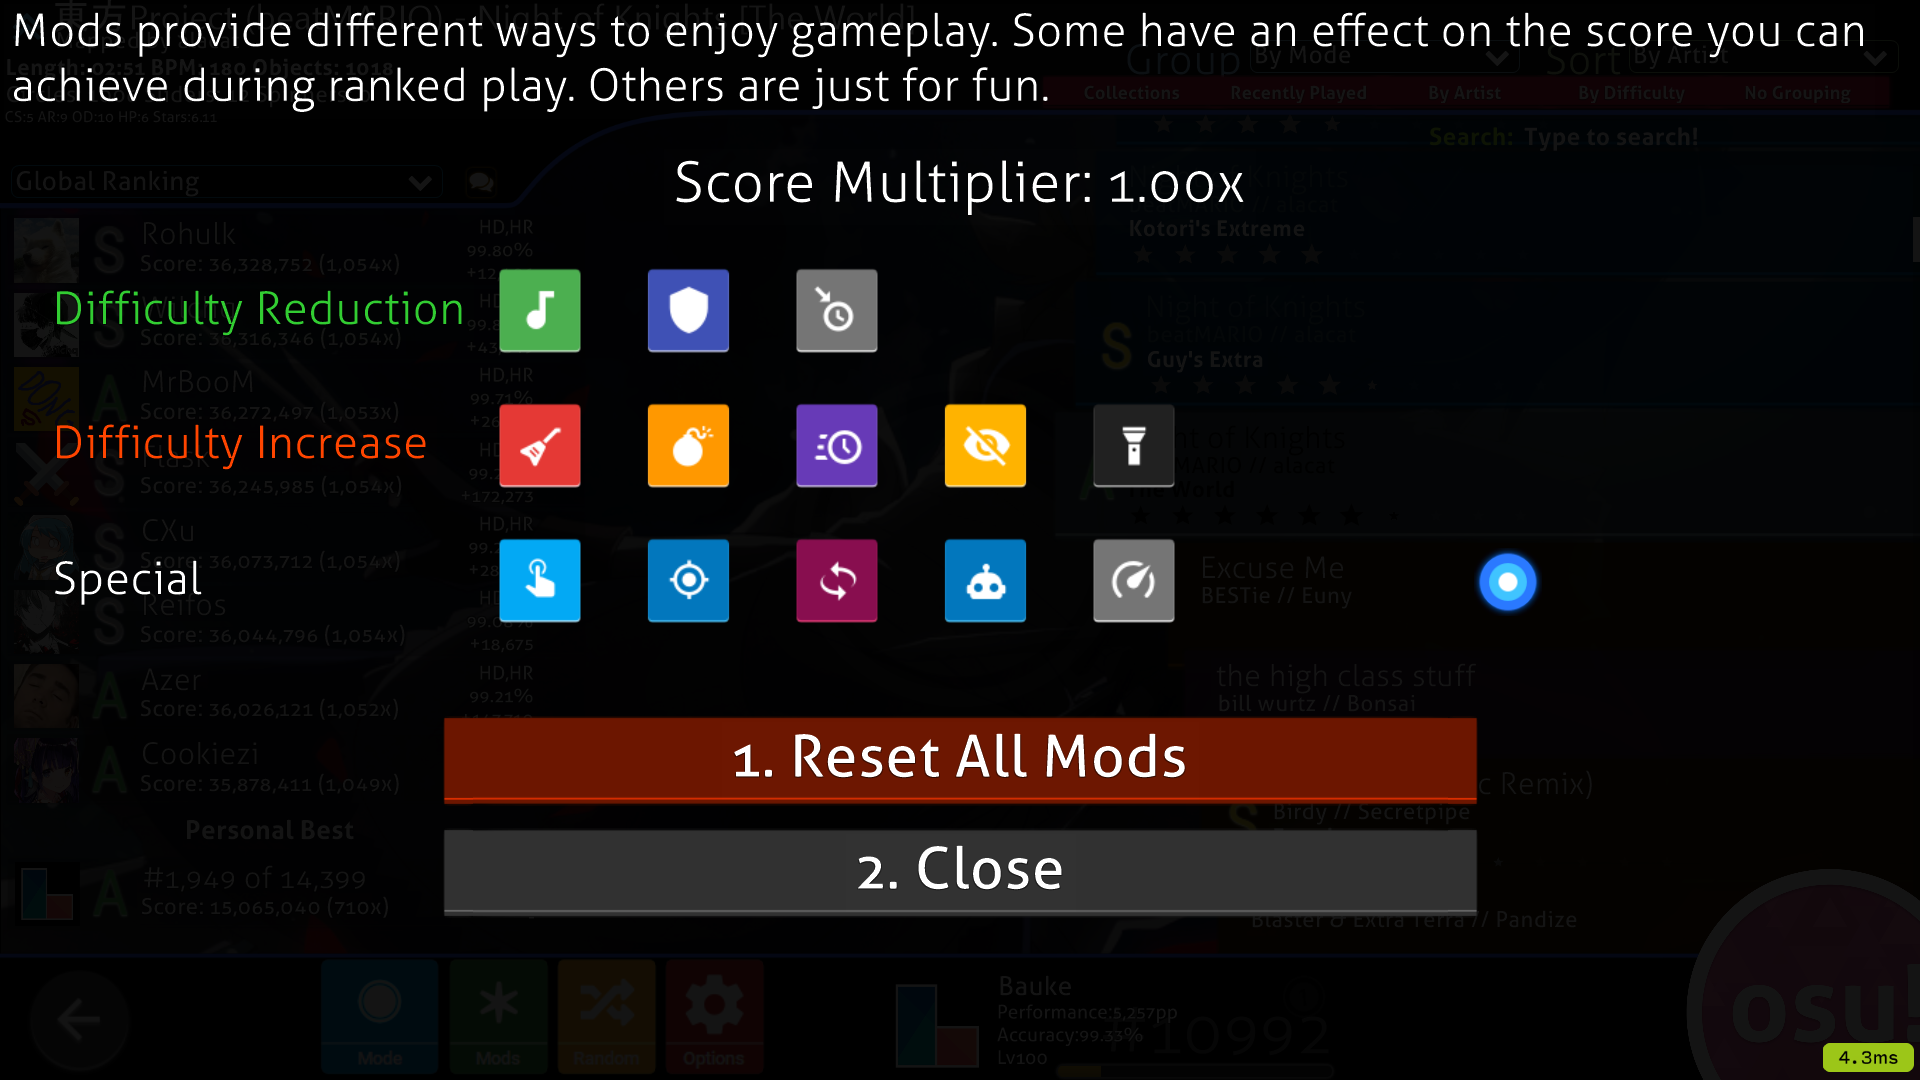 Mods provide different ways to enjoy gameplay. Some have an effect on the score you can
achieve during ranked play. Others are just for fun.
Length: 02:51 BPM: 180 Objects: 1018
CS:5 AR:9 OD:10 HP:6 Stars:6.11
Group By Mode
Sort By Artist
Collections
Recently Played
By Artist
By Difficulty
No Grouping
Search: Type to search!
Global Ranking
Score Multiplier: 1.00x
Difficulty Reduction
Difficulty Increase
Special
1. Reset All Mods
2. Close
Rohulk
Score: 36,328,752 (1,054x)
HD,HR
99.80%
MrBooM
Score: 36,272,497 (1,053x)
HD,HR
99.71%
Score: 36,245,985 (1,054x)
+172,273
CXu
Score: 36,073,712 (1,054x)
HD,HR
Reifos
Score: 36,044,796 (1,054x)
+18,675
Azer
Score: 36,026,121 (1,052x)
HD,HR
99.21%
Cookiezi
Score: 35,878,411 (1,049x)
Personal Best
#1,949 of 14,399
Score: 15,065,040 (710x)
Kotori's Extreme
Night of Knights
beatMARIO // alacat
Guy's Extra
The World
Excuse Me
BESTie // Euny
the high class stuff
bill wurtz // Bonsai
Remix)
Birdy // Secretpipe
Blaster & Extra Terra // Pandize
Mode
Mods
Random
Options
Bauke
Performance:5,257pp
Accuracy:99.33%
Lv100
#10992
osu!
4.3ms